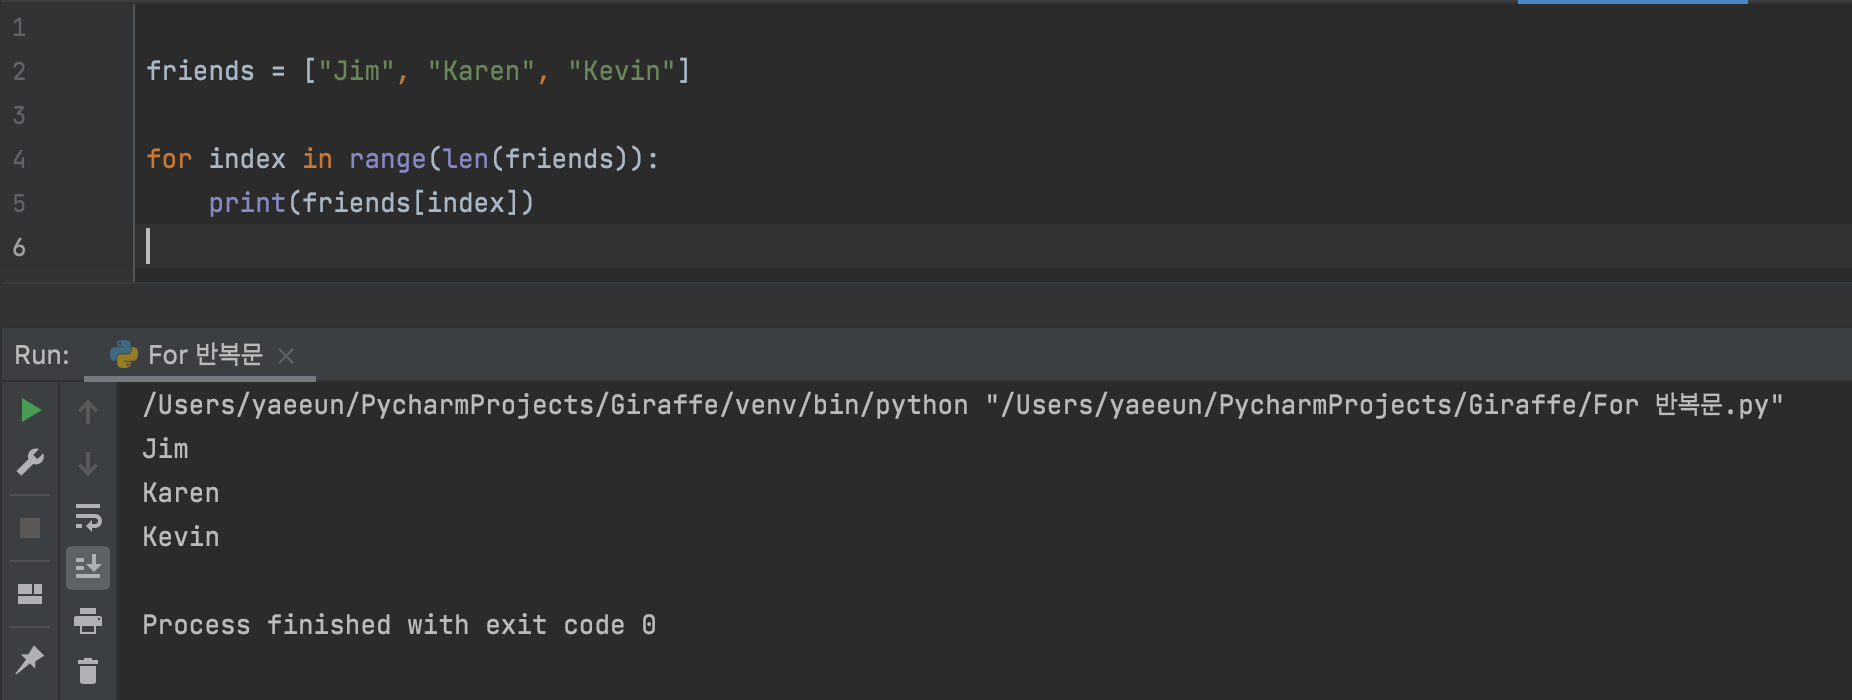 1
2 friends = ["Jim", "Karen", "Kevin"]
3
4 for index in range(len(friends)):
5     print(friends[index])
6
Run: For 반복문
/Users/yaeeun/PycharmProjects/Giraffe/venv/bin/python "/Users/yaeeun/PycharmProjects/Giraffe/For 반복문.py"
Jim
Karen
Kevin
Process finished with exit code 0